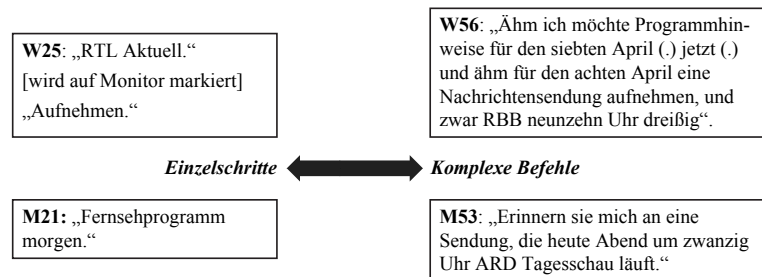 W25: „RTL Aktuell.“
[wird auf Monitor markiert]
„Aufnehmen.“
W56: „Ähm ich möchte Programmhin-
weise für den siebten April (.) jetzt (.)
und ähm für den achten April eine
Nachrichtensendung aufnehmen, und
zwar RBB neunzehn Uhr dreißig“.
Einzelschritte
Komplexe Befehle
M21: „Fernsehprogramm
morgen.“
M53: „Erinnern sie mich an eine
Sendung, die heute Abend um zwanzig
Uhr ARD Tagesschau läuft.“